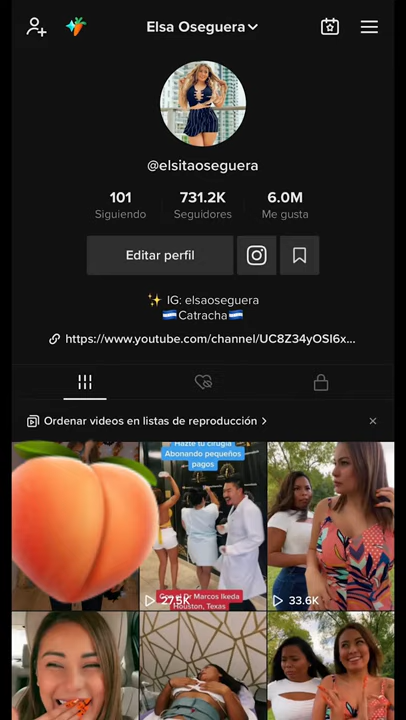 Elsa Oseguera
@elsitaoseguera
101 731.2K 6.0M
Siguiendo Seguidores Me gusta
Editar perfil
✨ IG: elsaoseguera
🇭🇳Catracha🇭🇳
https://www.youtube.com/channel/UC8Z34yOSI6x...
Ordenar videos en listas de reproducción
Hazte tu cirugía
Abonando pequeños
pagos
Dr Marcos Ikeda
Houston, Texas
27.5K
33.6K